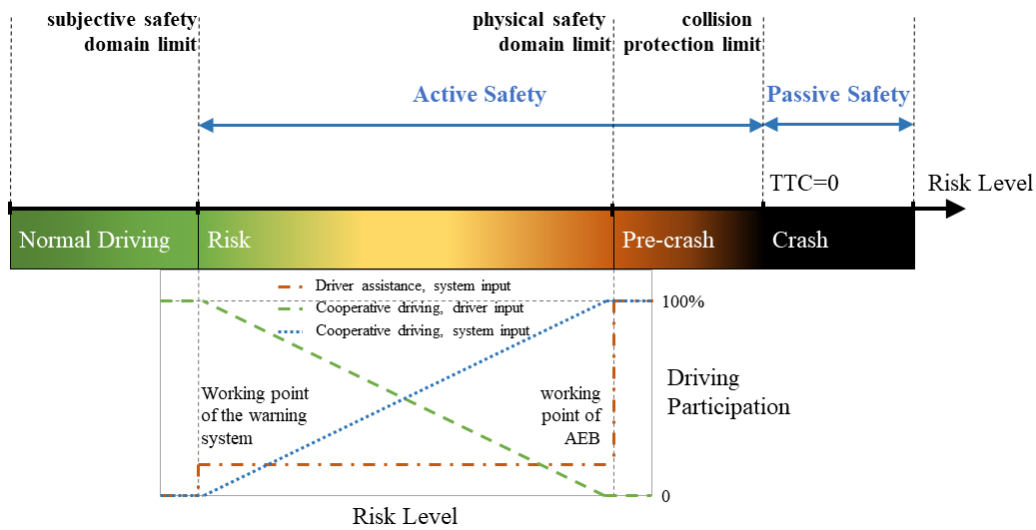 subjective safety
domain limit
physical safety
domain limit
collision
protection limit
Active Safety
Passive Safety
TTC=0
Risk Level
Normal Driving
Risk
Pre-crash
Crash
Driver assistance, system input
Cooperative driving, driver input
Cooperative driving, system input
100%
Working point
of the warning
system
working
point of
AEB
Driving
Participation
0
Risk Level